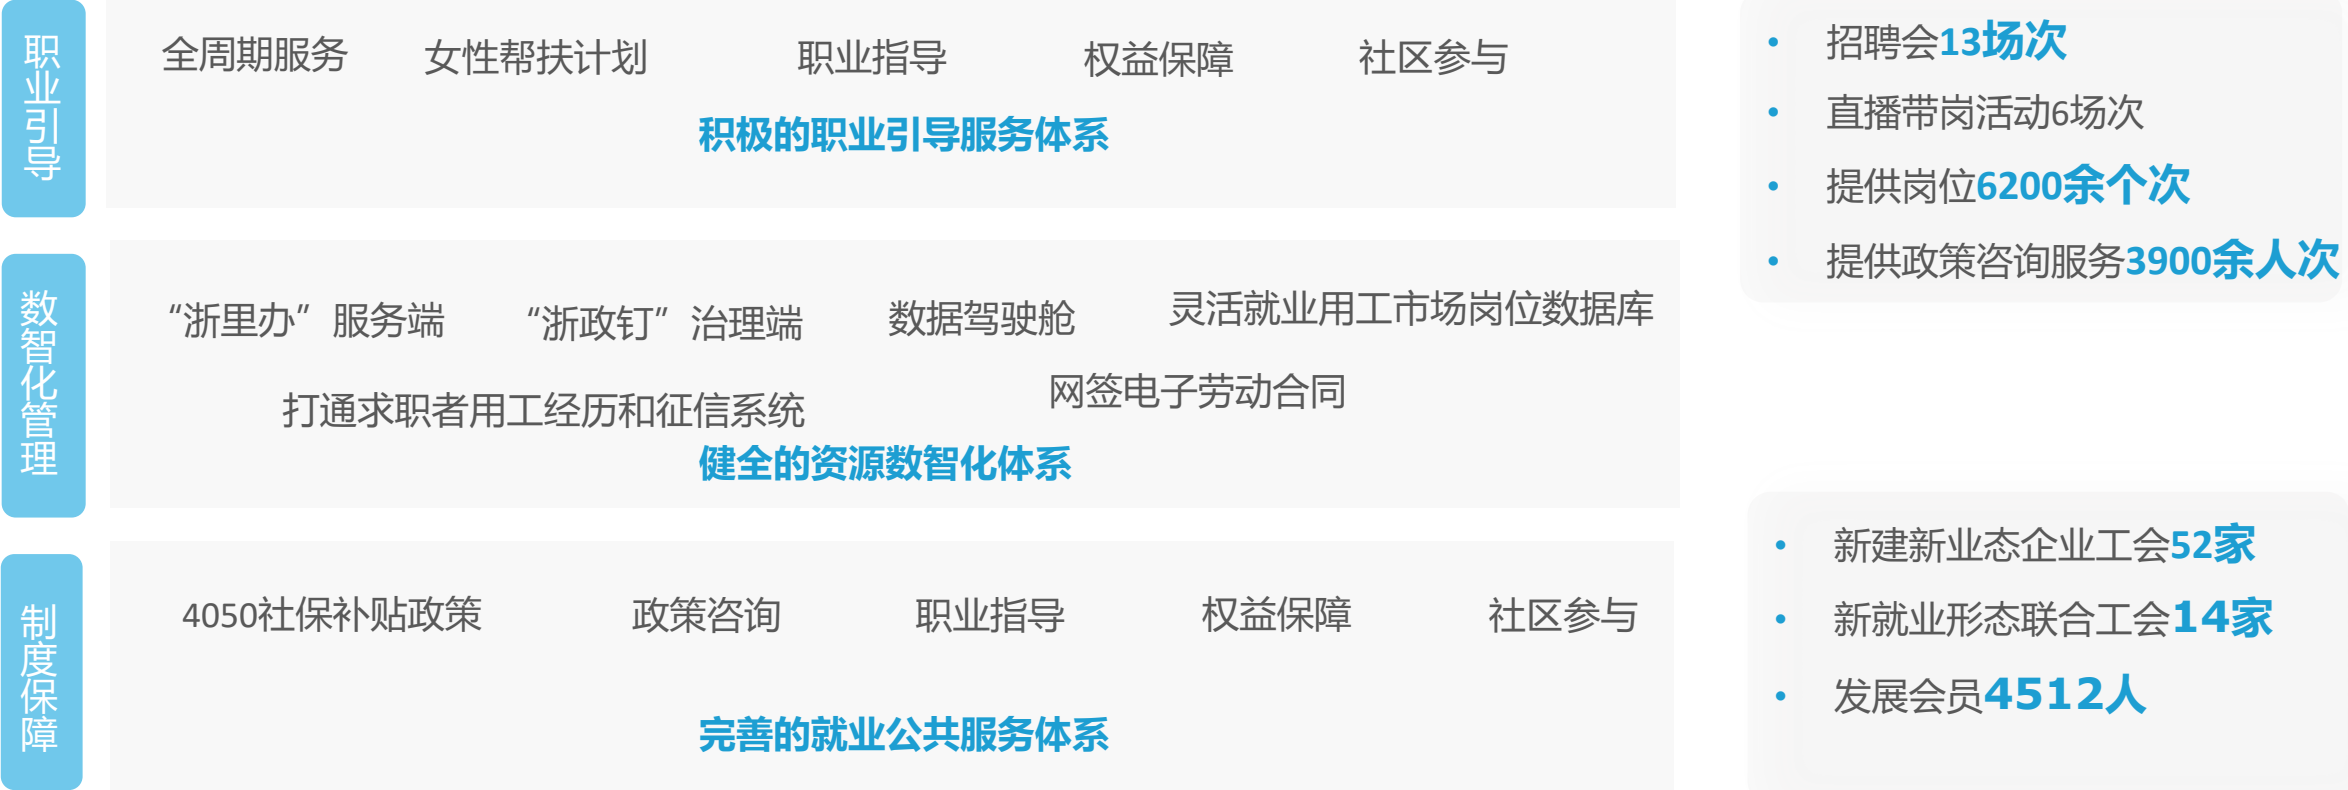 职业引导
全周期服务
女性帮扶计划
职业指导
权益保障
社区参与
积极的职业引导服务体系
数智化管理
“浙里办”服务端
“浙政钉”治理端
数据驾驶舱
灵活就业用工市场岗位数据库
打通求职者用工经历和征信系统
网签电子劳动合同
健全的资源数智化体系
制度保障
4050社保补贴政策
政策咨询
职业指导
权益保障
社区参与
完善的就业公共服务体系
• 招聘会13场次
• 直播带岗活动6场次
• 提供岗位6200余个次
• 提供政策咨询服务3900余人次
• 新建新业态企业工会52家
• 新就业形态联合工会14家
• 发展会员4512人